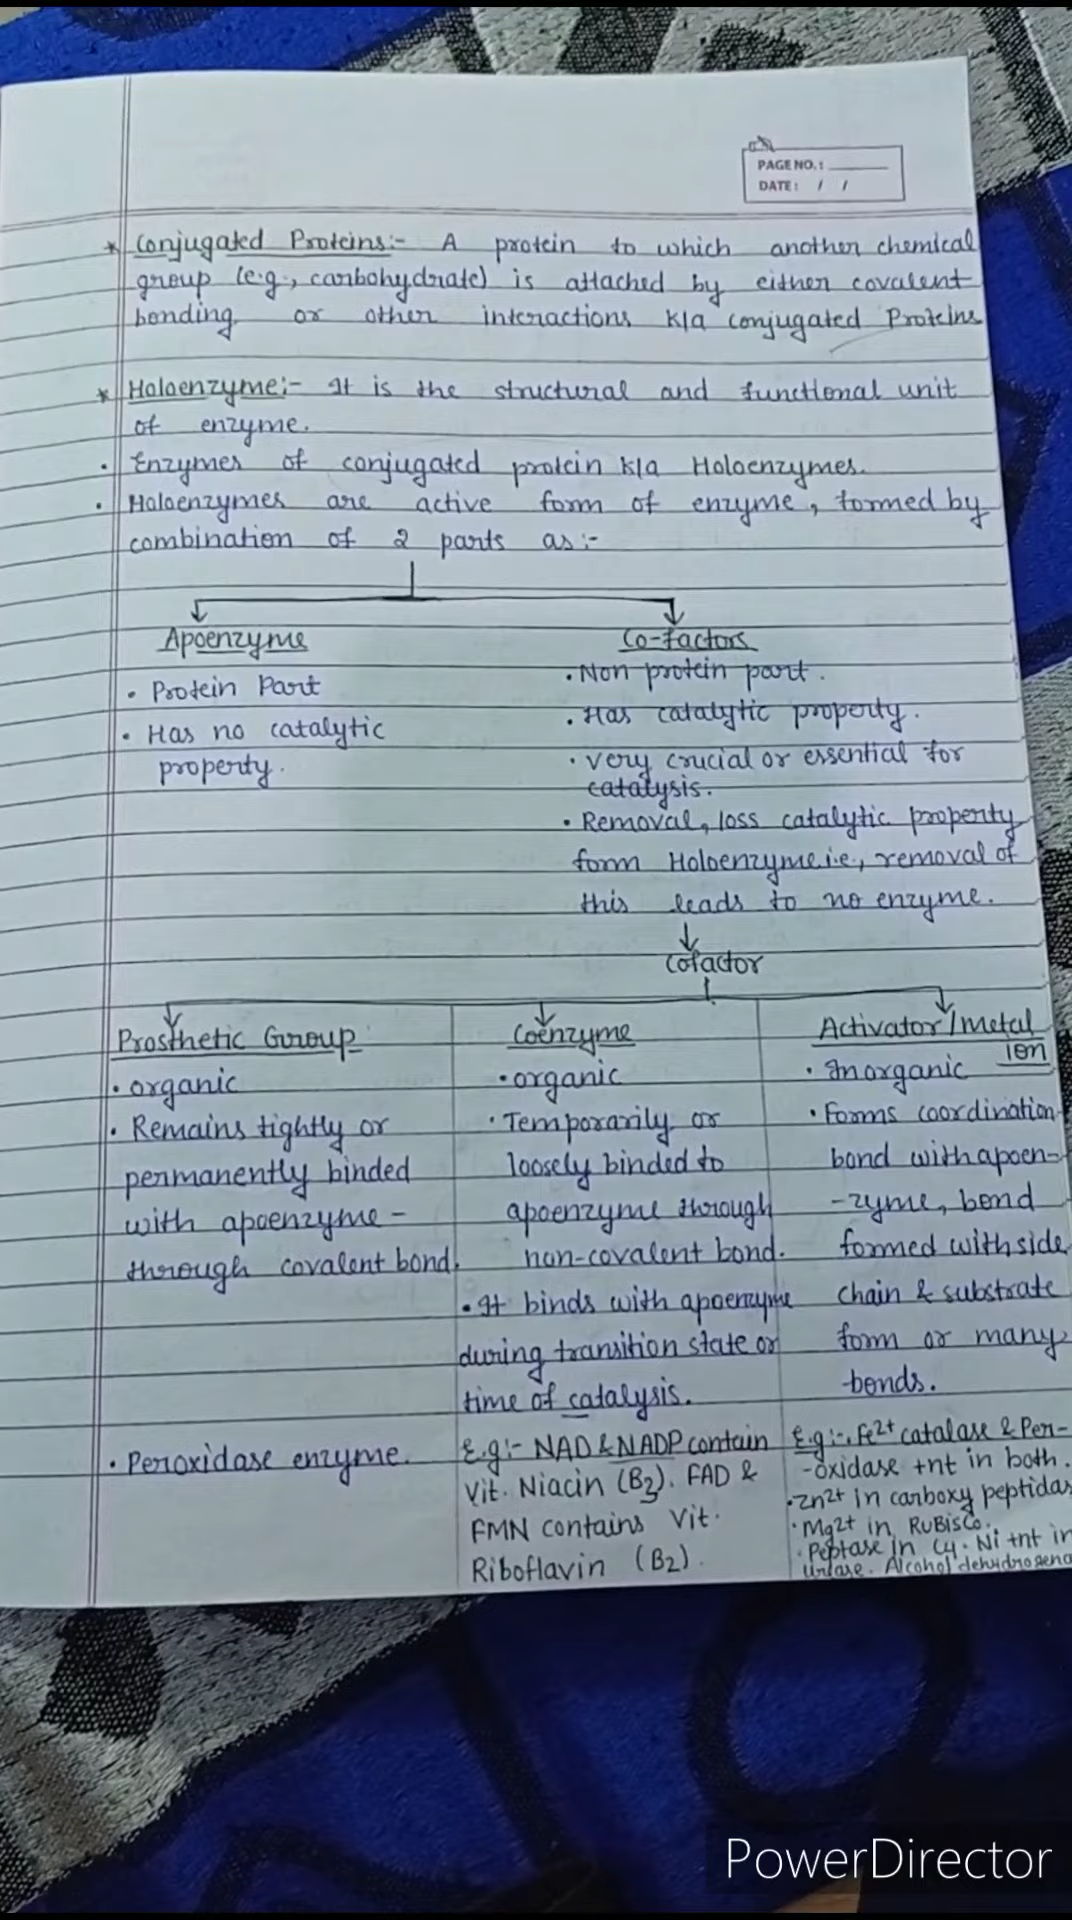 PAGE NO.:
DATE: / /
* Conjugated Proteins:- A protein to which another chemical
group (e.g., carbohydrate) is attached by either covalent
bonding or other interactions k/a conjugated Proteins
* Holoenzyme:- It is the structural and functional unit
of enzyme.
• Enzymes of conjugated protein k/a Holoenzymes.
• Holoenzymes are active form of enzyme, formed by
combination of 2 parts as:-
Apoenzyme
• Protein Part
• Has no catalytic
property.
Co-factors
• Non protein part.
• Has catalytic property.
• very crucial or essential for
catalysis.
• Removal, loss catalytic property
form Holoenzyme i.e., removal of
this leads to no enzyme.
Cofactor
Prosthetic Group
• organic
• Remains tightly or
permanently binded
with apoenzyme -
through covalent bond.
• Peroxidase enzyme.
Coenzyme
• organic
• Temporarily or
loosely binded to
apoenzyme through
non-covalent bond.
• It binds with apoenzyme
during transition state or
time of catalysis.
E.g:- NAD & NADP contain
Vit. Niacin (B3). FAD &
FMN contains Vit.
Riboflavin (B2).
Activator/Metal
ion
• Inorganic
• Forms coordination
bond with apoen-
-zyme, bond
formed with side
chain & substrate
form or many
bonds.
E.g:-. Fe2+ catalase & Per-
-oxidase +nt in both.
• Zn2+ in carboxy peptidas
• Mg2+ in RUBISCO.
• Peptase in C4. Ni +nt in
Alcohol dehydrogena
PowerDirector